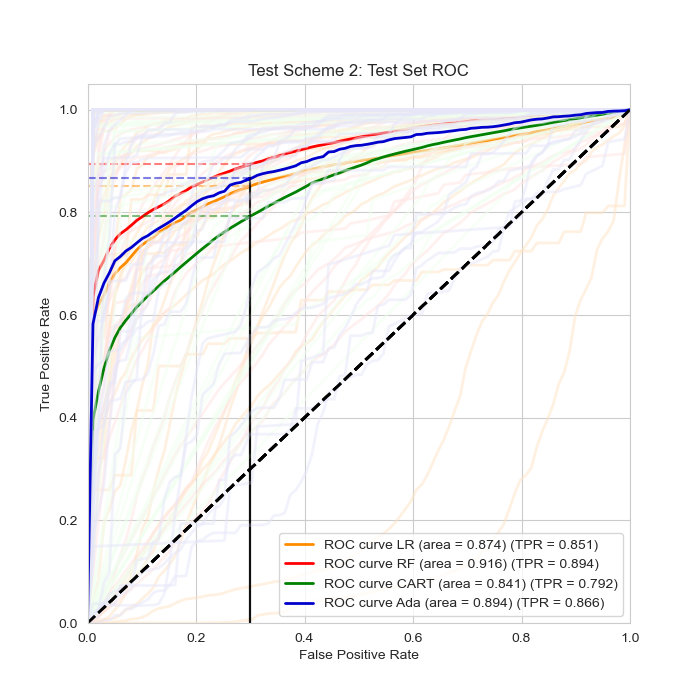 Test Scheme 2: Test Set ROC
1.0
0.8
0.6
0.4
0.2
0.0
True Positive Rate
ROC curve LR (area = 0.874) (TPR = 0.851)
ROC curve RF (area = 0.916) (TPR = 0.894)
ROC curve CART (area = 0.841) (TPR = 0.792)
ROC curve Ada (area = 0.894) (TPR = 0.866)
0.0 0.2 0.4 0.6 0.8 1.0
False Positive Rate